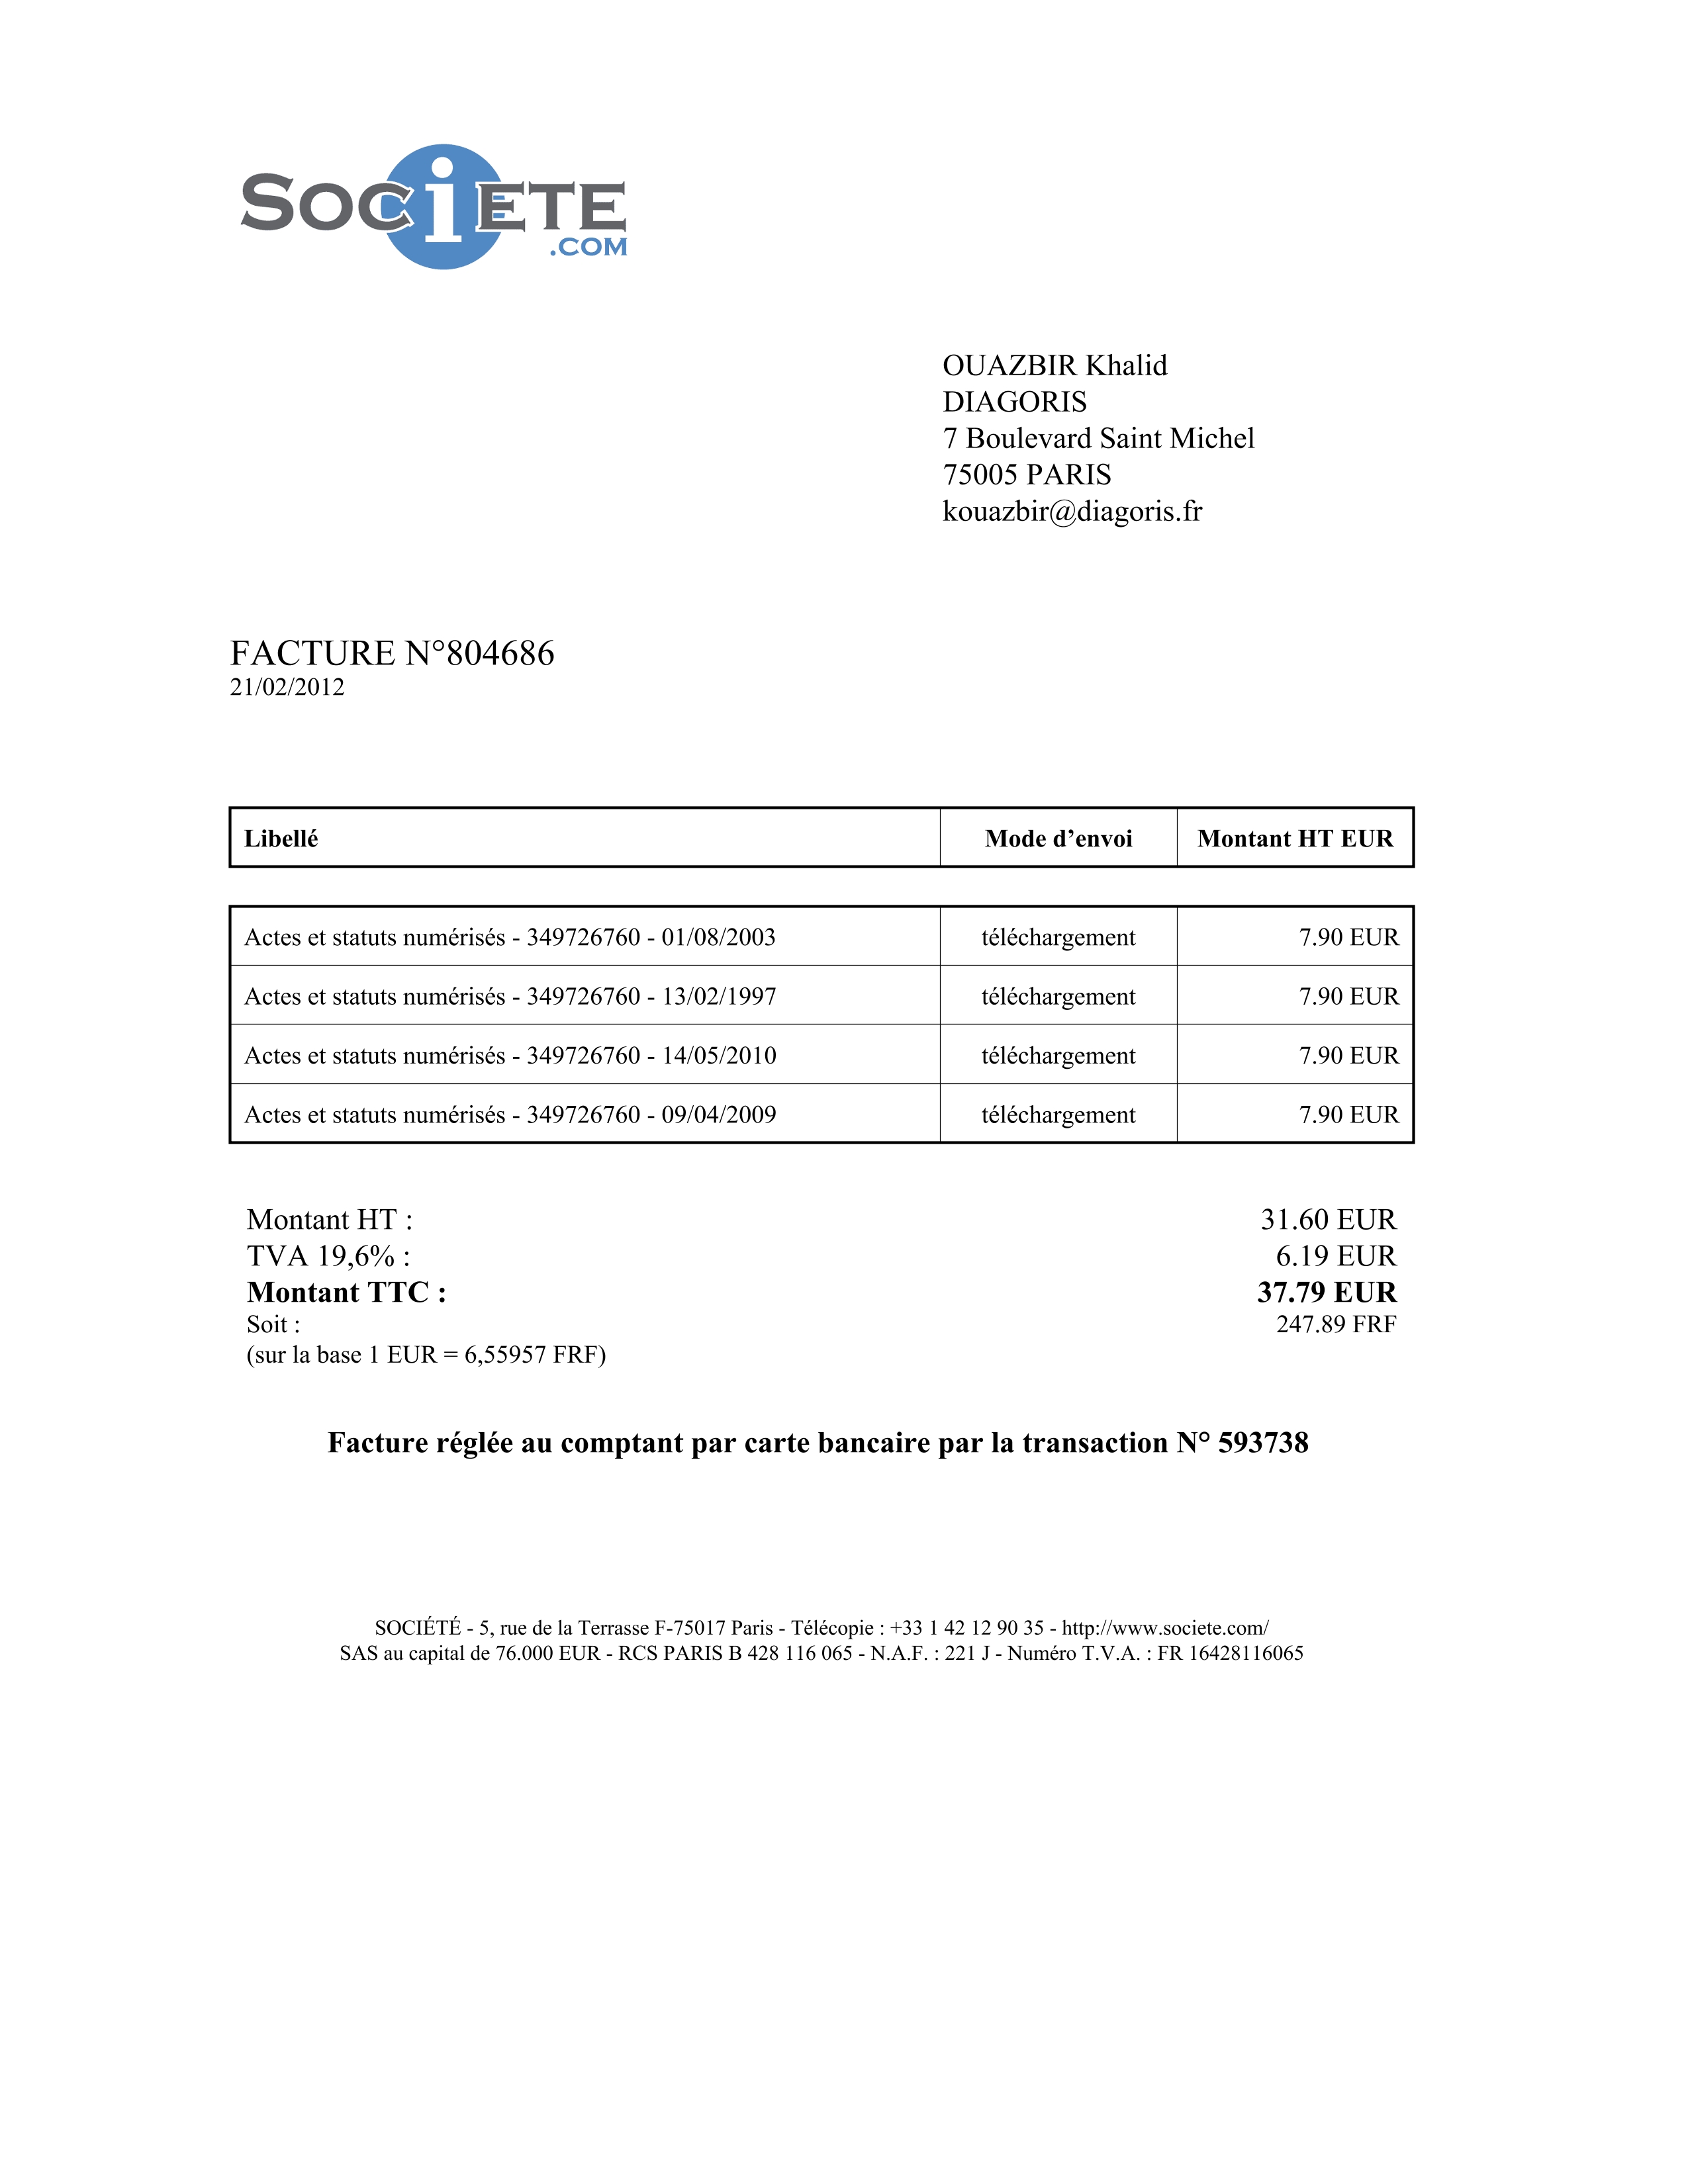 SOCiETE
.COM
OUAZBIR Khalid
DIAGORIS
7 Boulevard Saint Michel
75005 PARIS
kouazbir@diagoris.fr
FACTURE N°804686
21/02/2012
Libellé Mode d’envoi Montant HT EUR
Actes et statuts numérisés - 349726760 - 01/08/2003 téléchargement 7.90 EUR
Actes et statuts numérisés - 349726760 - 13/02/1997 téléchargement 7.90 EUR
Actes et statuts numérisés - 349726760 - 14/05/2010 téléchargement 7.90 EUR
Actes et statuts numérisés - 349726760 - 09/04/2009 téléchargement 7.90 EUR
Montant HT : 31.60 EUR
TVA 19,6% : 6.19 EUR
Montant TTC : 37.79 EUR
Soit : 247.89 FRF
(sur la base 1 EUR = 6,55957 FRF)
Facture réglée au comptant par carte bancaire par la transaction N° 593738
SOCIÉTÉ - 5, rue de la Terrasse F-75017 Paris - Télécopie : +33 1 42 12 90 35 - http://www.societe.com/
SAS au capital de 76.000 EUR - RCS PARIS B 428 116 065 - N.A.F. : 221 J - Numéro T.V.A. : FR 16428116065